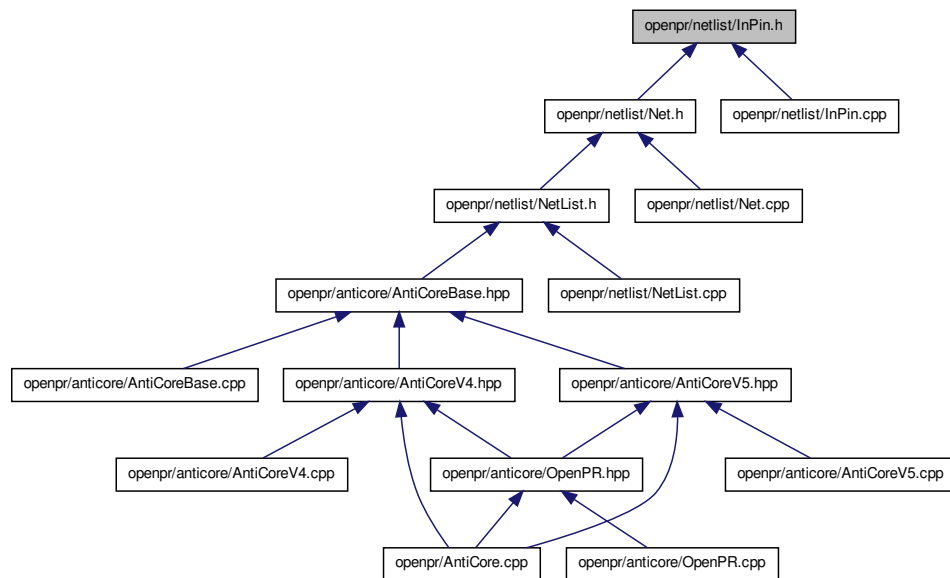 openpr/netlist/InPin.h
openpr/netlist/Net.h
openpr/netlist/InPin.cpp
openpr/netlist/NetList.h
openpr/netlist/Net.cpp
openpr/anticore/AntiCoreBase.hpp
openpr/netlist/NetList.cpp
openpr/anticore/AntiCoreBase.cpp
openpr/anticore/AntiCoreV4.hpp
openpr/anticore/AntiCoreV5.hpp
openpr/anticore/AntiCoreV4.cpp
openpr/anticore/OpenPR.hpp
openpr/anticore/AntiCoreV5.cpp
openpr/AntiCore.cpp
openpr/anticore/OpenPR.cpp